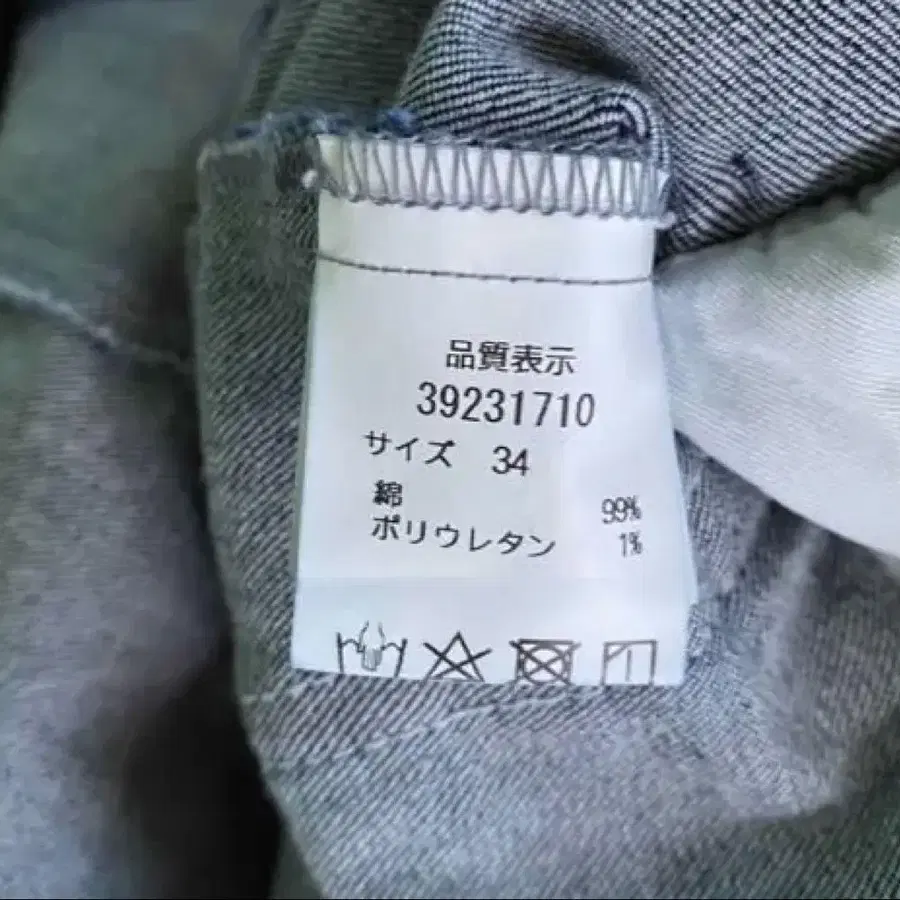 品質表示
39231710
サイズ 34
綿 99%
ポリウレタン 1%